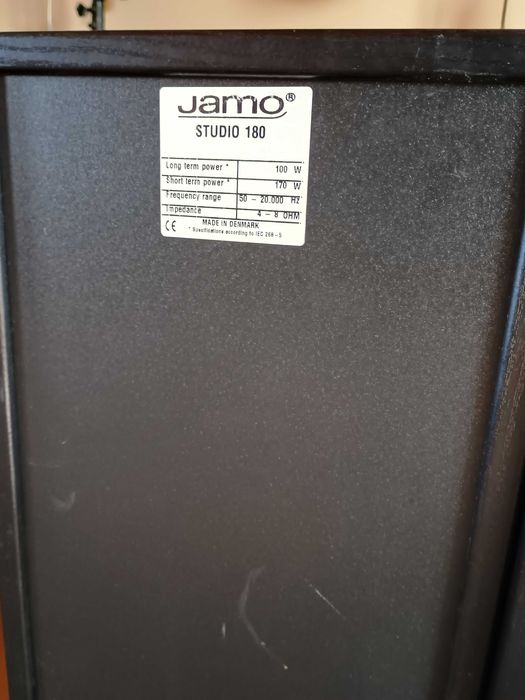 Jamo®
STUDIO 180
Long term power * 100 W
Short term power * 170 W
Frequency range 50 – 20.000 Hz
Impedance 4 – 8 OHM
CE MADE IN DENMARK
* Specifications according to IEC 268-5